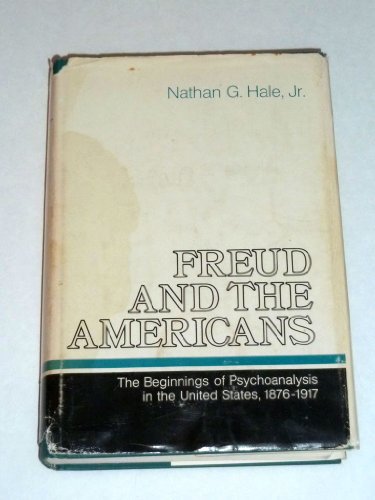 Nathan G. Hale, Jr.
FREUD
AND THE
AMERICANS
The Beginnings of Psychoanalysis
in the United States, 1876-1917